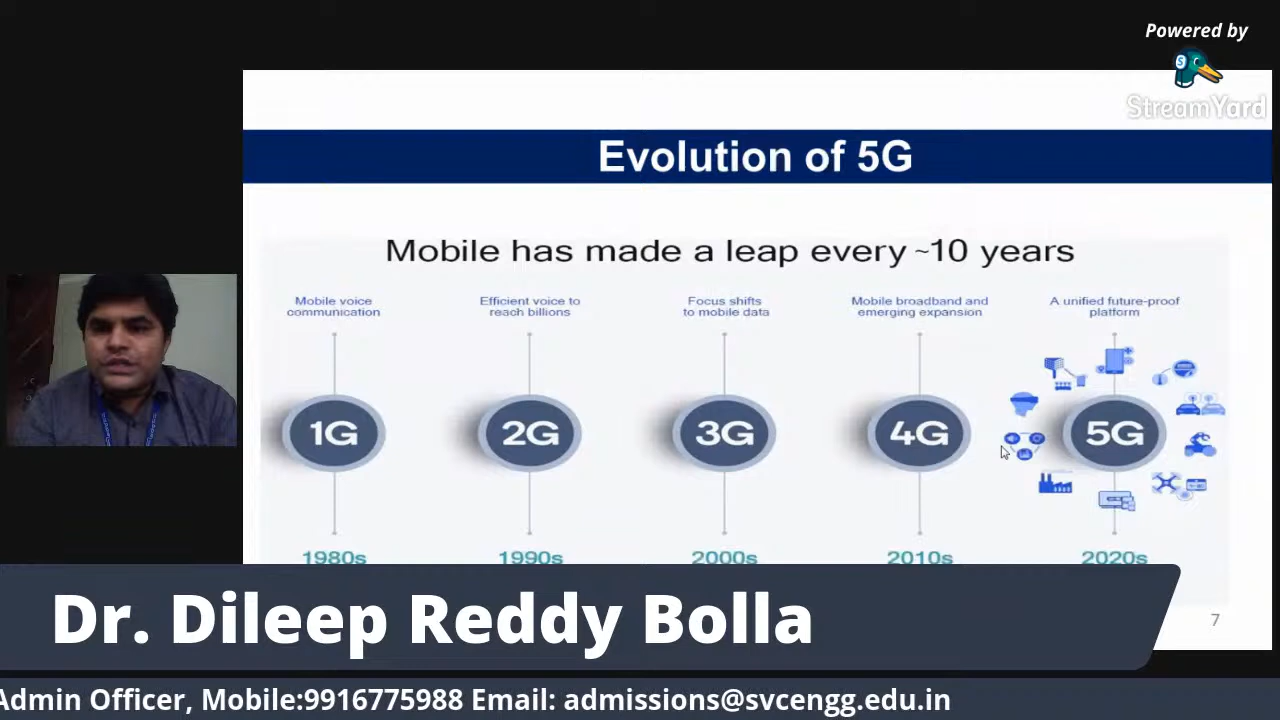 Powered by
StreamYard
Evolution of 5G
Mobile has made a leap every ~10 years
Mobile voice
communication
Efficient voice to
reach billions
Focus shifts
to mobile data
Mobile broadband and
emerging expansion
A unified future-proof
platform
1G
2G
3G
4G
5G
1980s
1990s
2000s
2010s
2020s
7
Dr. Dileep Reddy Bolla
Admin Officer, Mobile:9916775988 Email: admissions@svcengg.edu.in